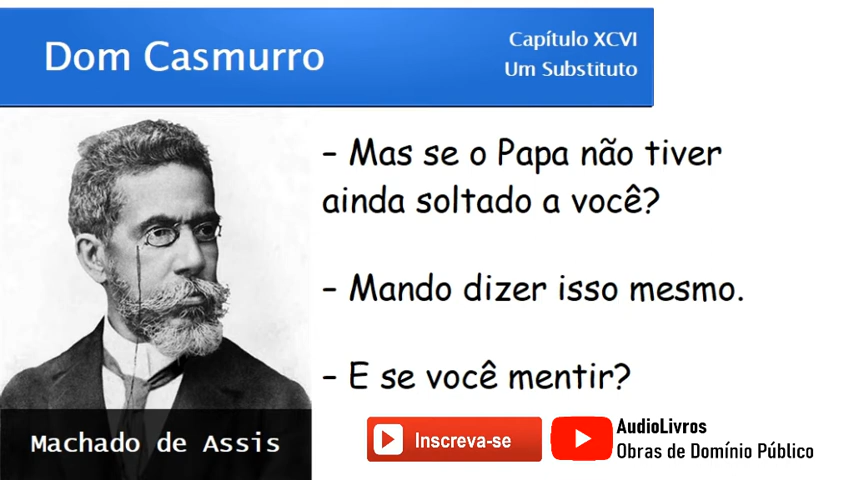 Dom Casmurro
Capítulo XCVI
Um Substituto
– Mas se o Papa não tiver
ainda soltado a você?
– Mando dizer isso mesmo.
– E se você mentir?
Machado de Assis
Inscreva-se
AudioLivros
Obras de Domínio Público